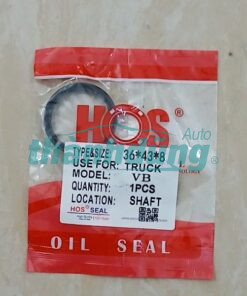 HOS
Auto
TYPE&SIZE: 36*43*8
USE FOR: TRUCK
MODEL: VB
QUANTITY: 1PCS
LOCATION: SHAFT
HOS SEAL
OIL SEAL